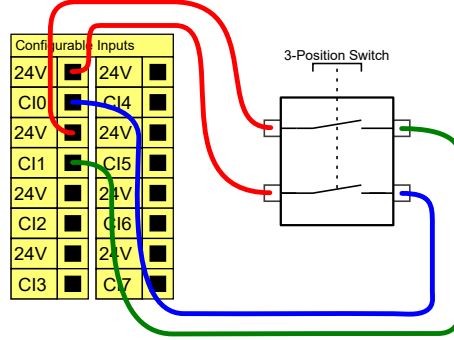 Configurable Inputs
3-Position Switch
24V 24V
CI0 CI4
24V 24V
CI1 CI5
24V 24V
CI2 CI6
24V 24V
CI3 CI7